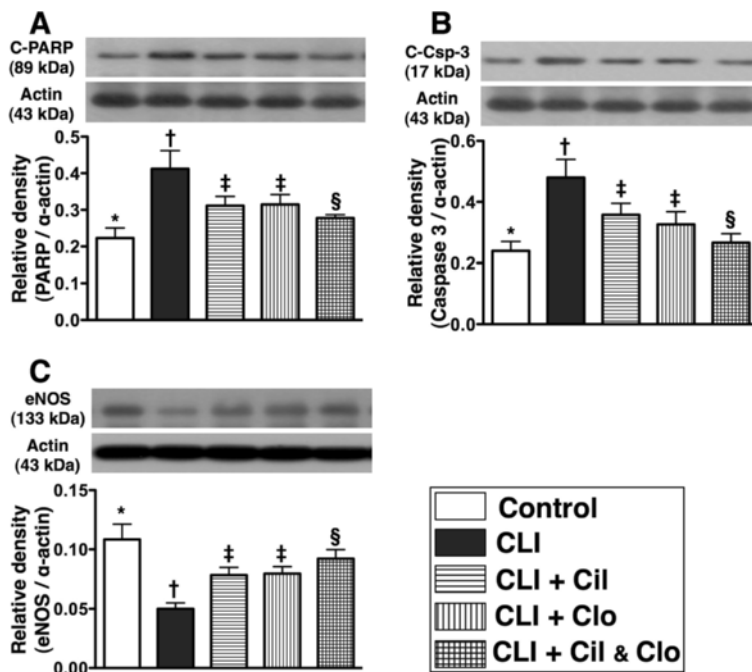 A
C-PARP
(89 kDa)
Actin
(43 kDa)
Relative density
(PARP / α-actin)
0.5
0.4
0.3
0.2
0.1
0.0
*
†
‡
‡
§
B
C-Csp-3
(17 kDa)
Actin
(43 kDa)
Relative density
(Caspase 3 / α-actin)
0.6
0.4
0.2
0.0
*
†
‡
‡
§
C
eNOS
(133 kDa)
Actin
(43 kDa)
Relative density
(eNOS / α-actin)
0.15
0.10
0.05
0.00
*
†
‡
‡
§
Control
CLI
CLI + Cil
CLI + Clo
CLI + Cil & Clo